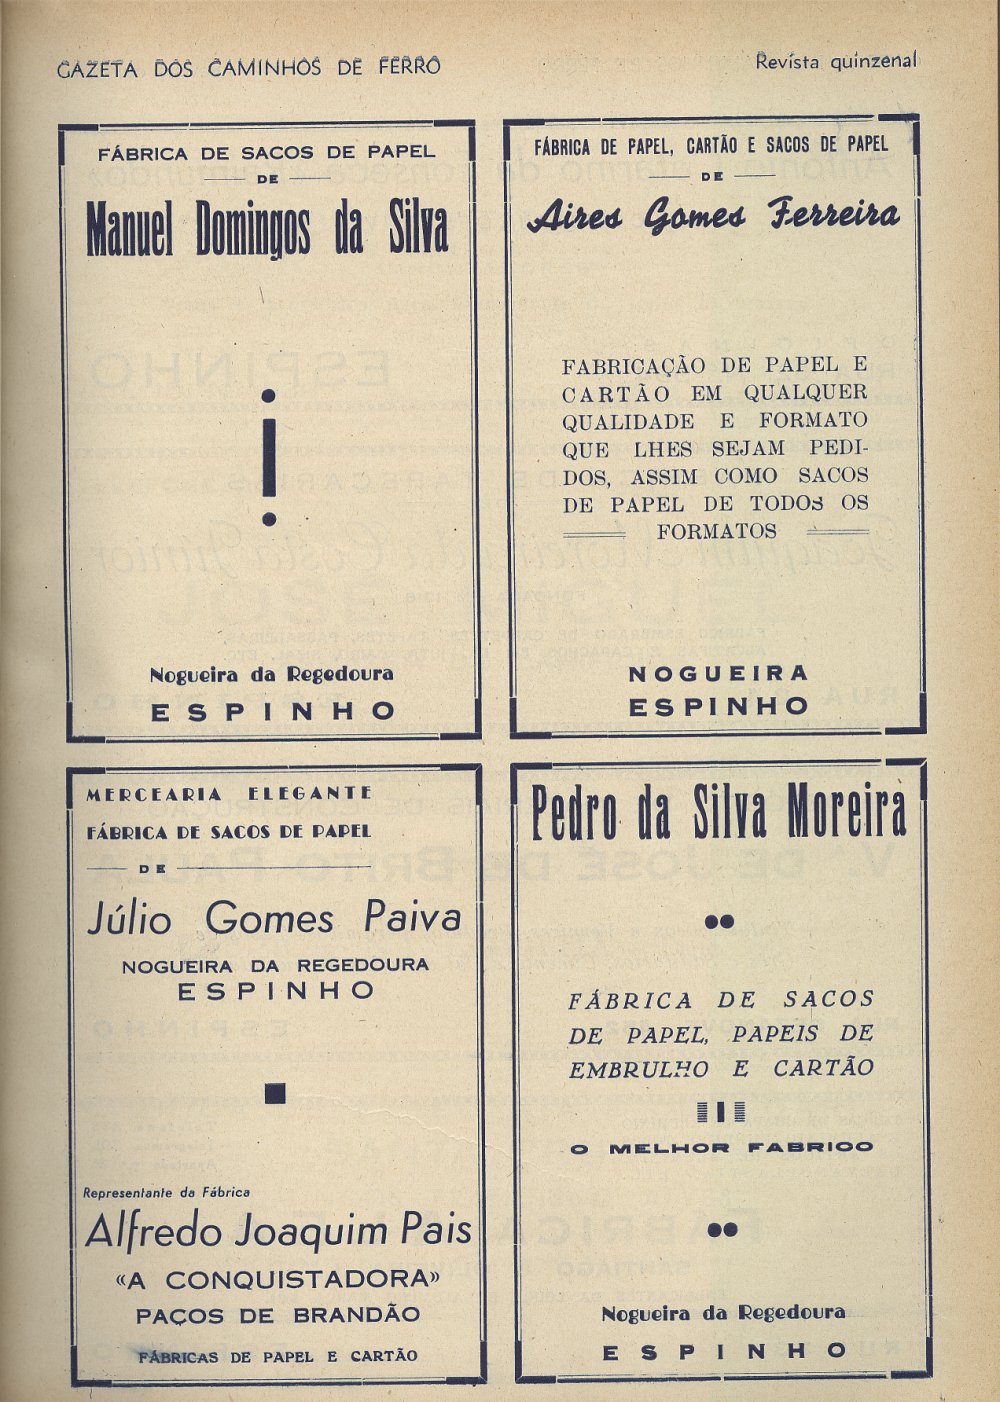 GAZETA DOS CAMINHOS DE FERRO
Revista quinzenal
FÁBRICA DE SACOS DE PAPEL
DE
Manuel Domingos da Silva
Nogueira da Regedoura
ESPINHO
FÁBRICA DE PAPEL, CARTÃO E SACOS DE PAPEL
DE
Aires Gomes Ferreira
FABRICAÇÃO DE PAPEL E
CARTÃO EM QUALQUER
QUALIDADE E FORMATO
QUE LHES SEJAM PEDI-
DOS, ASSIM COMO SACOS
DE PAPEL DE TODOS OS
FORMATOS
NOGUEIRA
ESPINHO
MERCEARIA ELEGANTE
FÁBRICA DE SACOS DE PAPEL
DE
Júlio Gomes Paiva
NOGUEIRA DA REGEDOURA
ESPINHO
Representante da Fábrica
Alfredo Joaquim Pais
«A CONQUISTADORA»
PAÇOS DE BRANDÃO
FÁBRICAS DE PAPEL E CARTÃO
Pedro da Silva Moreira
FÁBRICA DE SACOS
DE PAPEL, PAPEIS DE
EMBRULHO E CARTÃO
O MELHOR FABRICO
Nogueira da Regedoura
ESPINHO